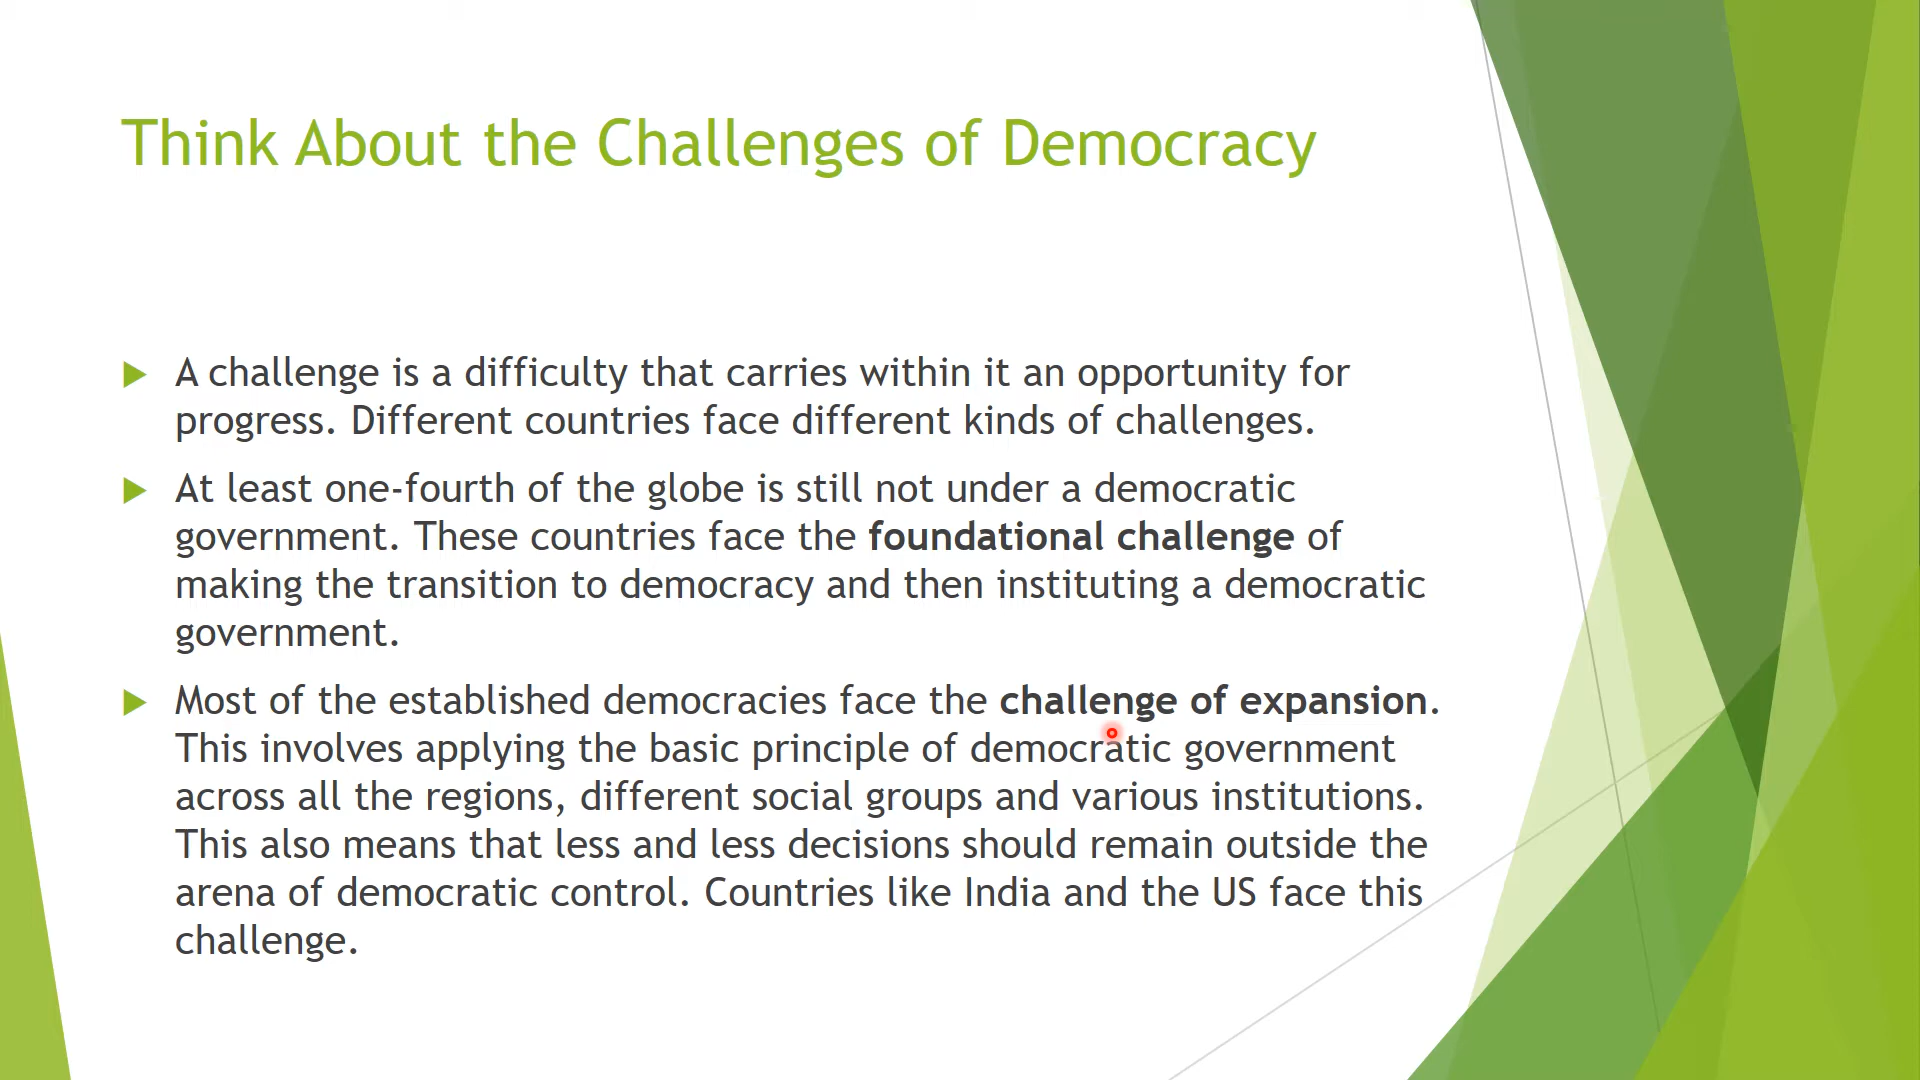 Think About the Challenges of Democracy
A challenge is a difficulty that carries within it an opportunity for
progress. Different countries face different kinds of challenges.
At least one-fourth of the globe is still not under a democratic
government. These countries face the foundational challenge of
making the transition to democracy and then instituting a democratic
government.
Most of the established democracies face the challenge of expansion.
This involves applying the basic principle of democratic government
across all the regions, different social groups and various institutions.
This also means that less and less decisions should remain outside the
arena of democratic control. Countries like India and the US face this
challenge.